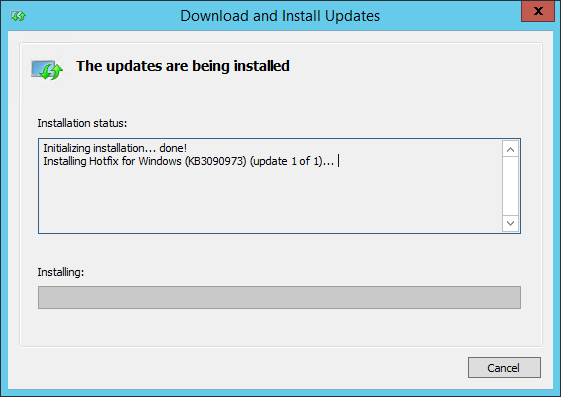 Download and Install Updates
The updates are being installed
Installation status:
Initializing installation... done!
Installing Hotfix for Windows (KB3090973) (update 1 of 1)...
Installing:
Cancel